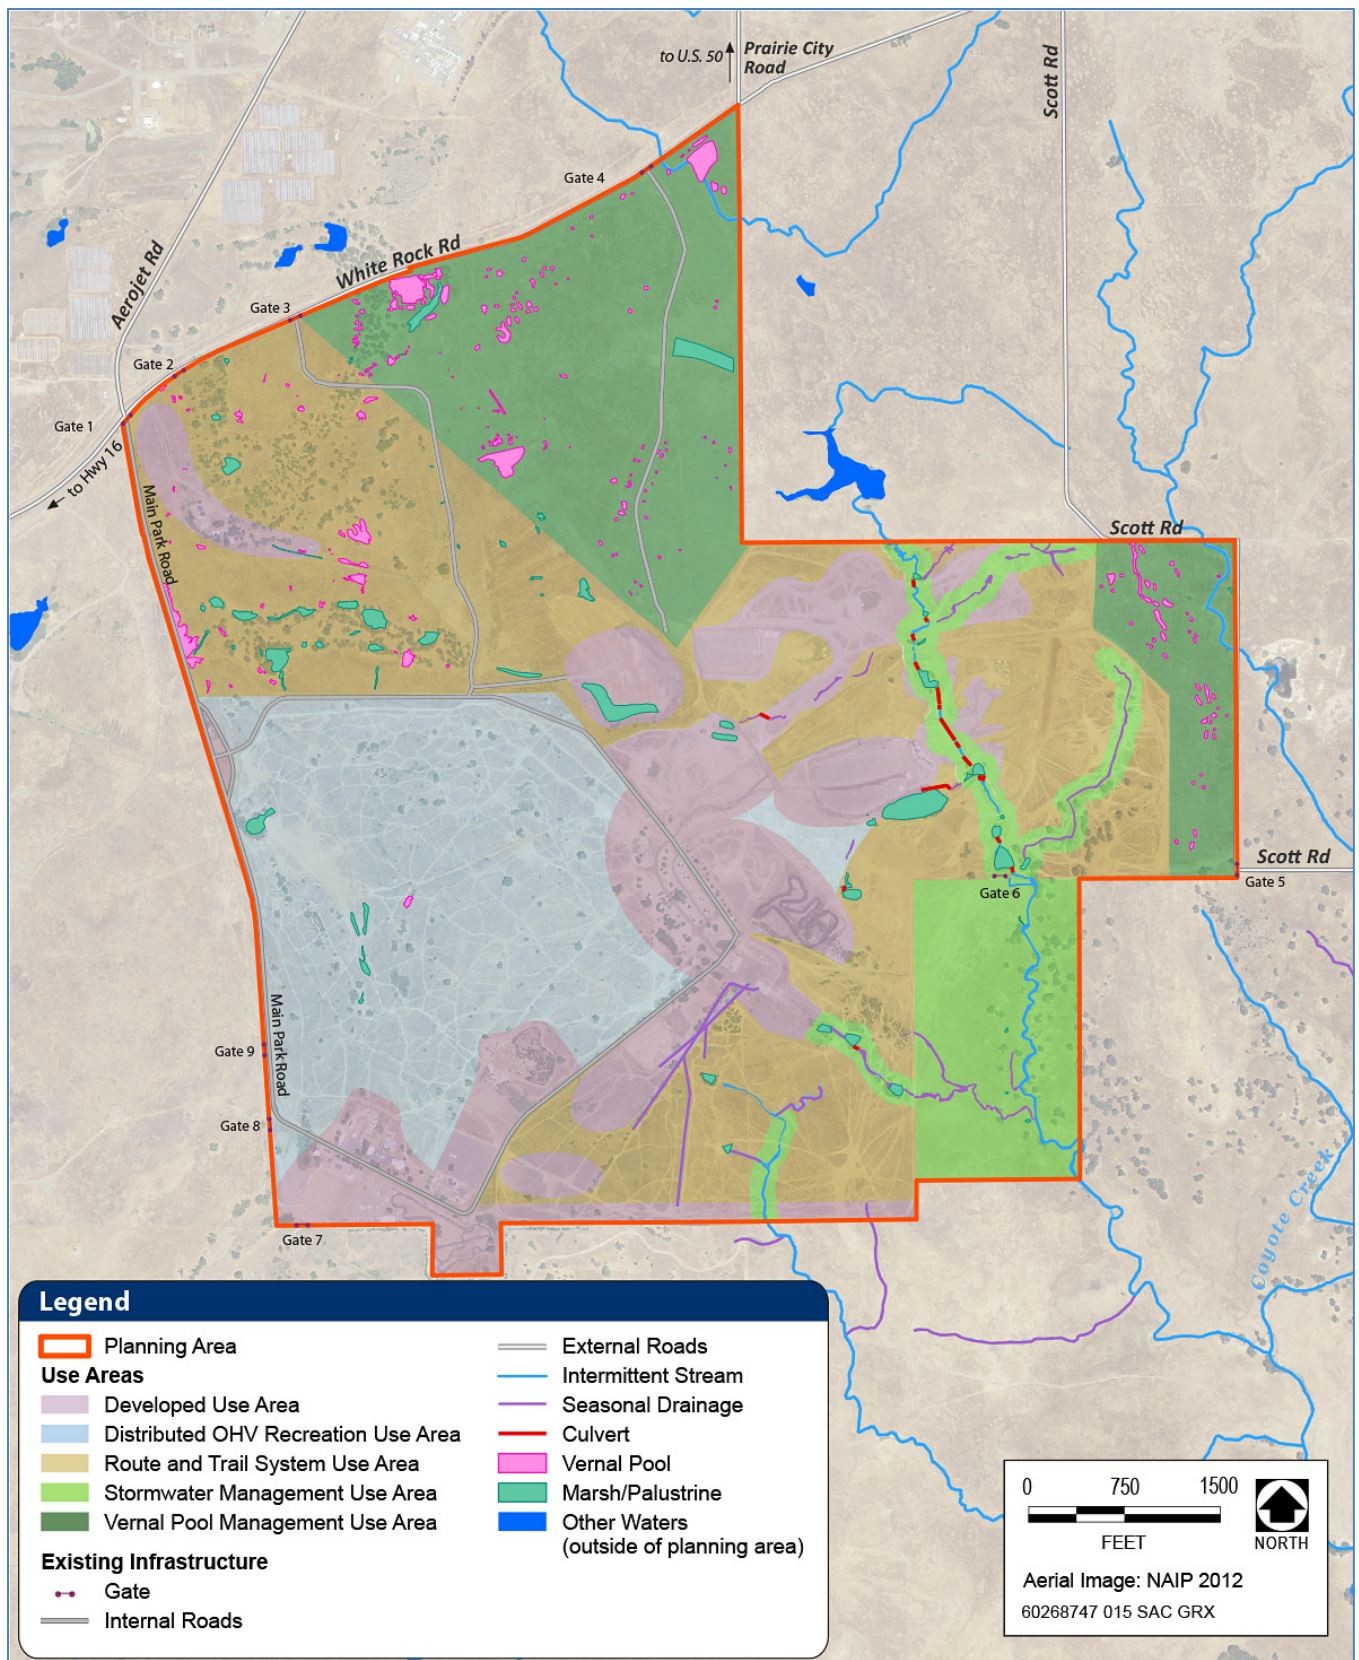 to U.S. 50
Prairie City
Road
Scott Rd
Gate 4
Aerojet Rd
White Rock Rd
Gate 3
Gate 2
Gate 1
to Hwy 16
Main Park Road
Scott Rd
Scott Rd
Gate 5
Gate 6
Main Park Road
Gate 9
Gate 8
Gate 7
Coyote Creek
Legend
Planning Area
Use Areas
Developed Use Area
Distributed OHV Recreation Use Area
Route and Trail System Use Area
Stormwater Management Use Area
Vernal Pool Management Use Area
Existing Infrastructure
Gate
Internal Roads
External Roads
Intermittent Stream
Seasonal Drainage
Culvert
Vernal Pool
Marsh/Palustrine
Other Waters
(outside of planning area)
0 750 1500
FEET
NORTH
Aerial Image: NAIP 2012
60268747 015 SAC GRX